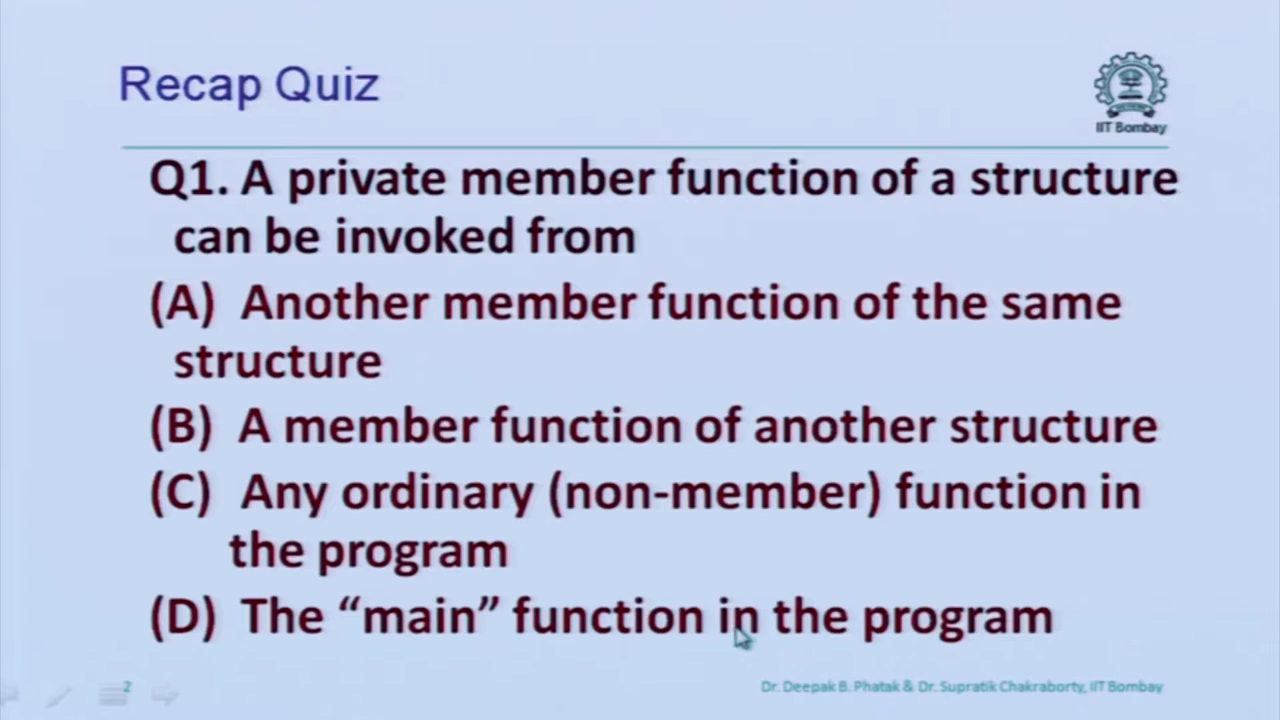 Recap Quiz
IIT Bombay
Q1. A private member function of a structure
can be invoked from
(A) Another member function of the same
structure
(B) A member function of another structure
(C) Any ordinary (non-member) function in
the program
(D) The “main” function in the program
2
Dr. Deepak B. Phatak & Dr. Supratik Chakraborty, IIT Bombay